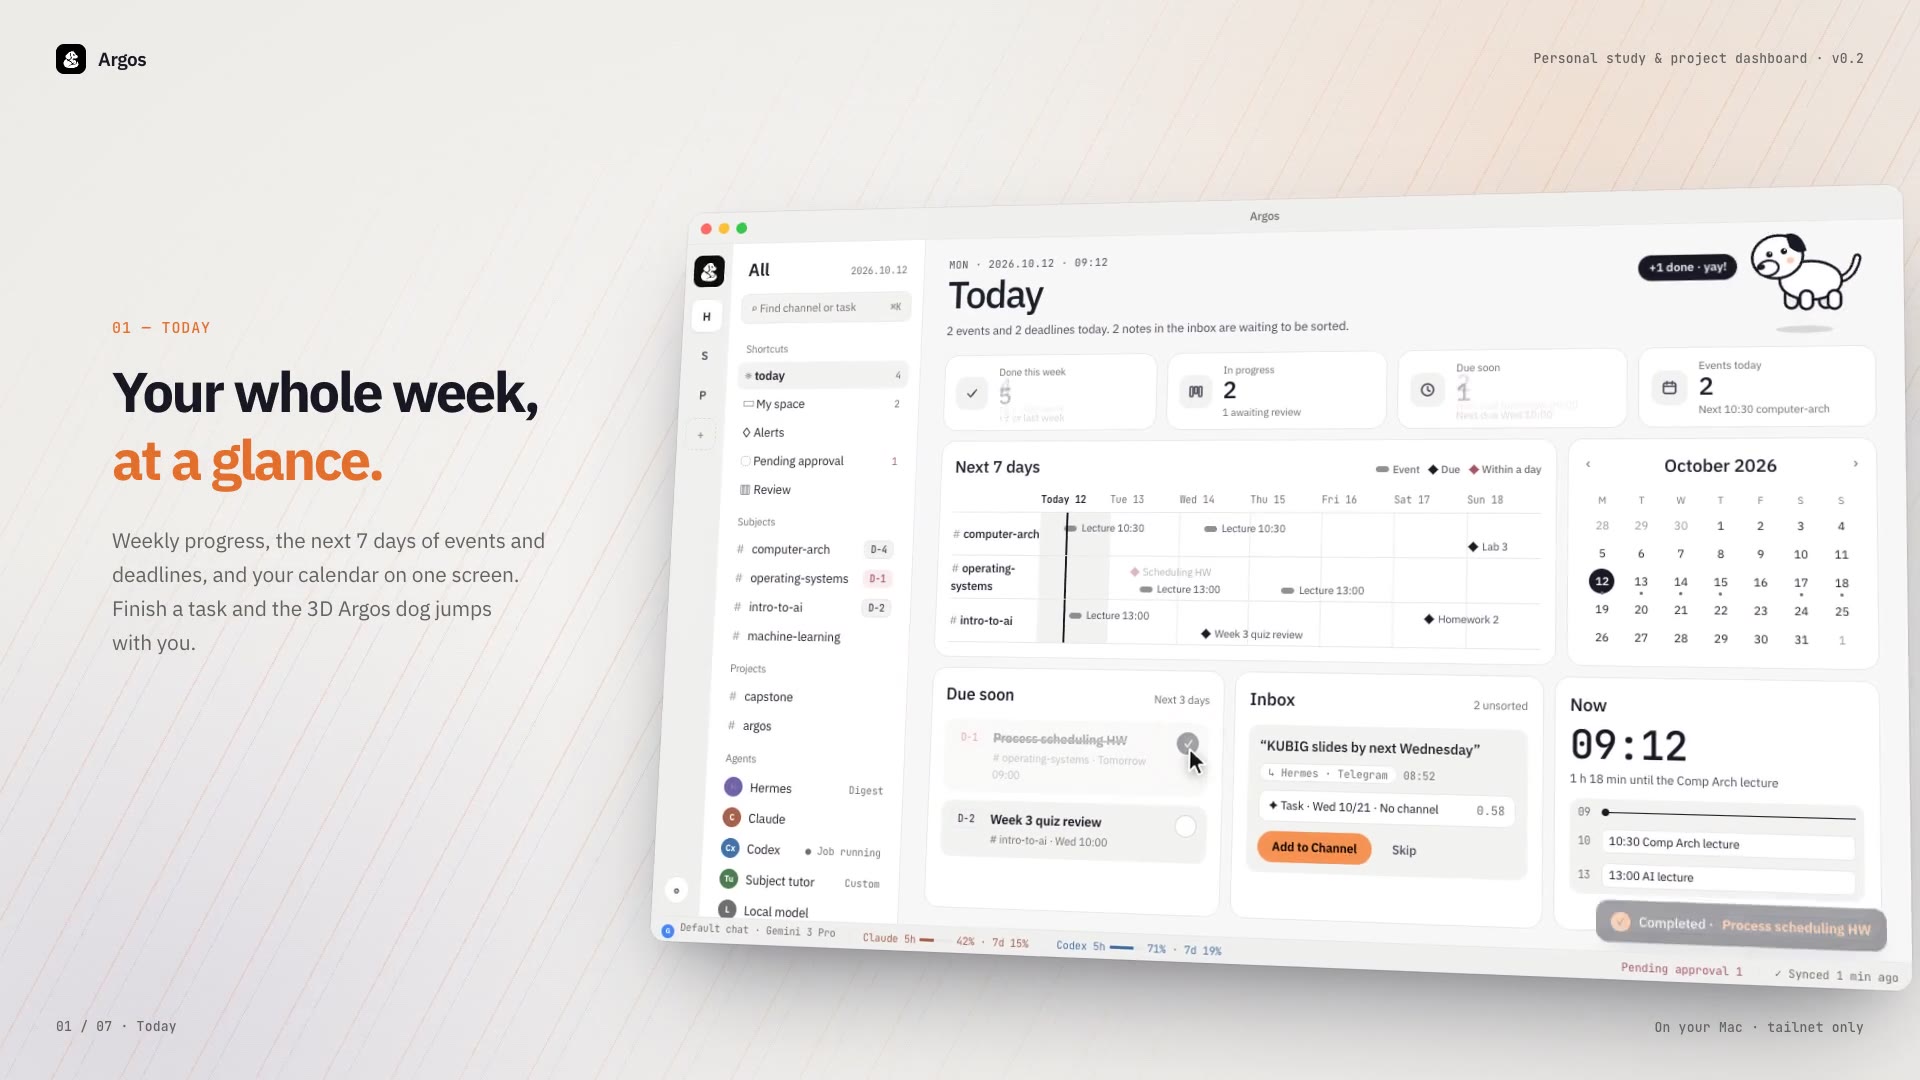 Argos
Personal study & project dashboard · v0.2
01 — TODAY
Your whole week,
at a glance.
Weekly progress, the next 7 days of events and
deadlines, and your calendar on one screen.
Finish a task and the 3D Argos dog jumps
with you.
Argos
All
2026.10.12
Find channel or task ⌘K
H
S
P
+
Shortcuts
today 4
My space 2
Alerts
Pending approval 1
Review
Subjects
# computer-arch D-4
# operating-systems D-1
# intro-to-ai D-2
# machine-learning
Projects
# capstone
# argos
Agents
Hermes Digest
C Claude
Cx Codex ● Job running
Tu Subject tutor Custom
L Local model
MON · 2026.10.12 · 09:12
Today
2 events and 2 deadlines today. 2 notes in the inbox are waiting to be sorted.
+1 done · yay!
Done this week
5
last week
In progress
2
1 awaiting review
Due soon
1
Next due Wed 10:00
Events today
2
Next 10:30 computer-arch
Next 7 days
Event Due Within a day
Today 12 Tue 13 Wed 14 Thu 15 Fri 16 Sat 17 Sun 18
# computer-arch
Lecture 10:30
Lecture 10:30
Lab 3
# operating-
systems
Scheduling HW
Lecture 13:00
Lecture 13:00
# intro-to-ai
Lecture 13:00
Week 3 quiz review
Homework 2
‹ October 2026 ›
M T W T F S S
28 29 30 1 2 3 4
5 6 7 8 9 10 11
12 13 14 15 16 17 18
19 20 21 22 23 24 25
26 27 28 29 30 31 1
Due soon
Next 3 days
D-1 Process scheduling HW
# operating-systems · Tomorrow
09:00
D-2 Week 3 quiz review
# intro-to-ai · Wed 10:00
Inbox
2 unsorted
“KUBIG slides by next Wednesday”
↳ Hermes · Telegram 08:52
✦ Task · Wed 10/21 · No channel 0.58
Add to Channel
Skip
Now
09:12
1 h 18 min until the Comp Arch lecture
09
10 10:30 Comp Arch lecture
13 13:00 AI lecture
Completed · Process scheduling HW
G Default chat · Gemini 3 Pro
Claude 5h 42% · 7d 15%
Codex 5h 71% · 7d 19%
Pending approval 1
✓ Synced 1 min ago
01 / 07 · Today
On your Mac · tailnet only